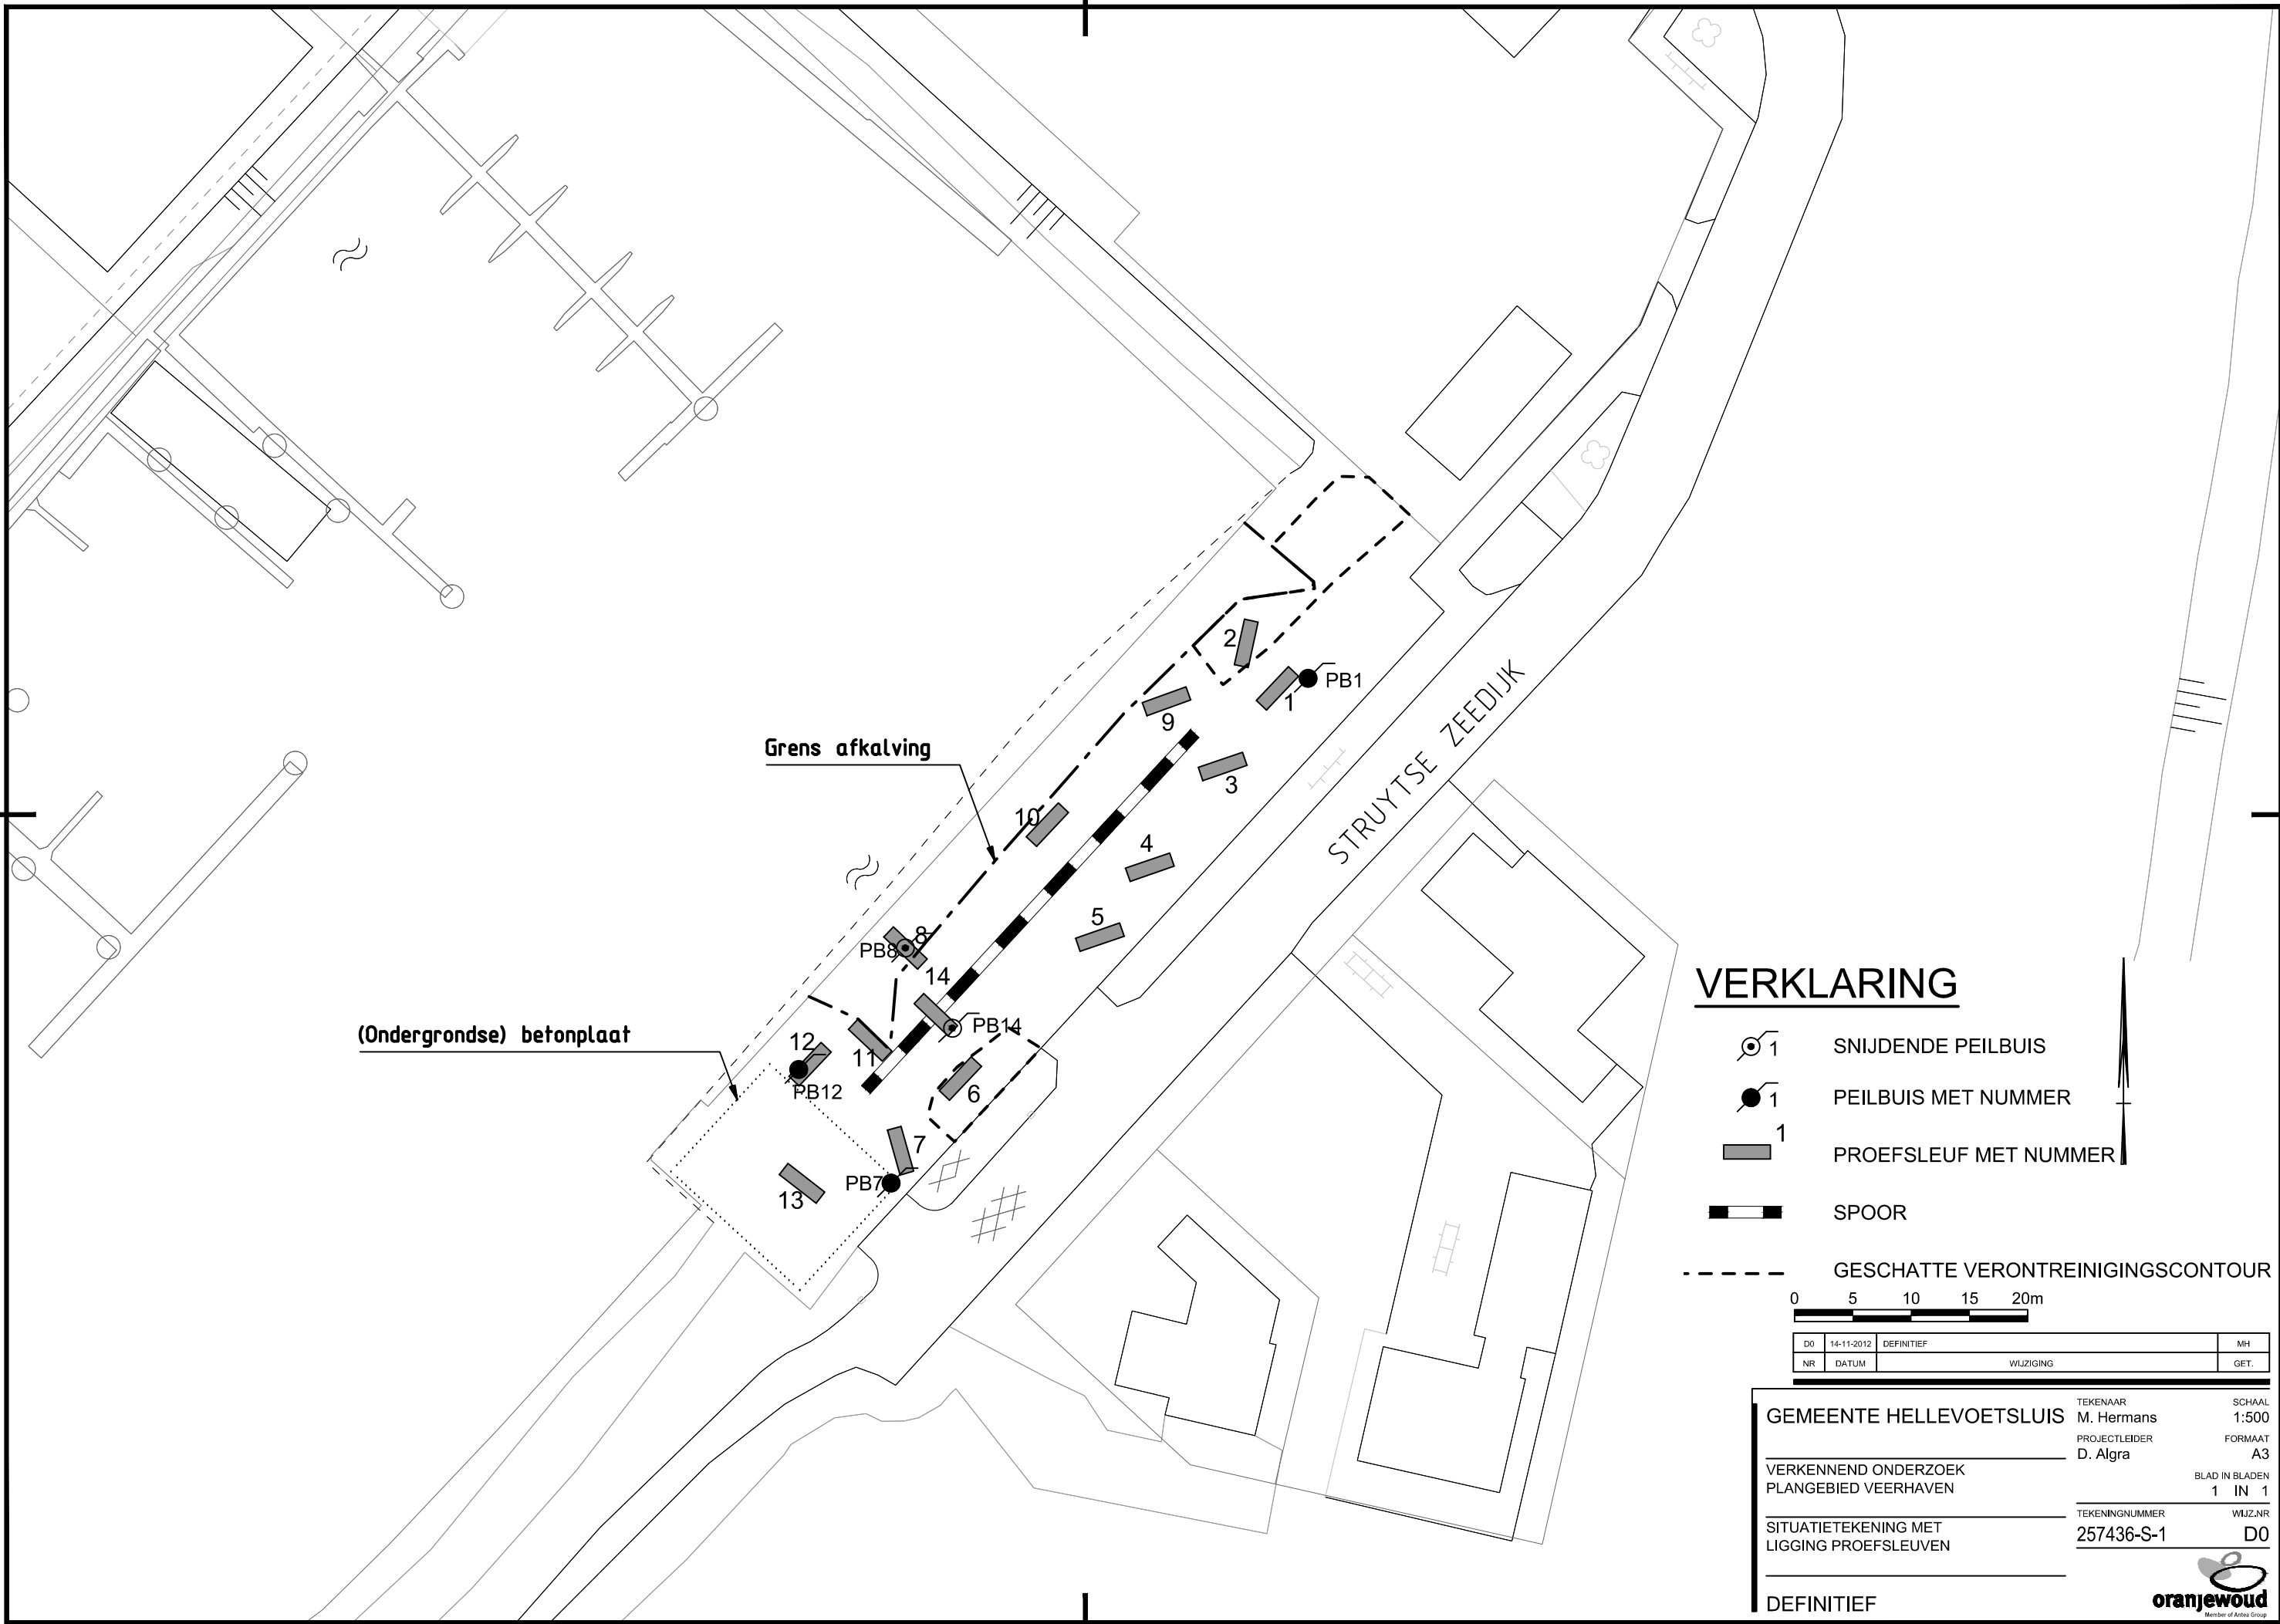 2
PB1
1
9
STRUYTSE ZEEDIJK
Grens afkalving
3
10
4
5
8
PB8
14
VERKLARING
(Ondergrondse) betonplaat
PB14
12
11
PB12
6
7
PB7
13
1 SNIJDENDE PEILBUIS
1 PEILBUIS MET NUMMER
1
PROEFSLEUF MET NUMMER
SPOOR
GESCHATTE VERONTREINIGINGSCONTOUR
0 5 10 15 20m
D0 14-11-2012 DEFINITIEF MH
NR DATUM WIJZIGING GET.
GEMEENTE HELLEVOETSLUIS
TEKENAAR SCHAAL
M. Hermans 1:500
PROJECTLEIDER FORMAAT
D. Algra A3
VERKENNEND ONDERZOEK
PLANGEBIED VEERHAVEN
BLAD IN BLADEN
1 IN 1
TEKENINGNUMMER WIJZ.NR
257436-S-1 D0
SITUATIETEKENING MET
LIGGING PROEFSLEUVEN
DEFINITIEF
oranjewoud
Member of Antea Group